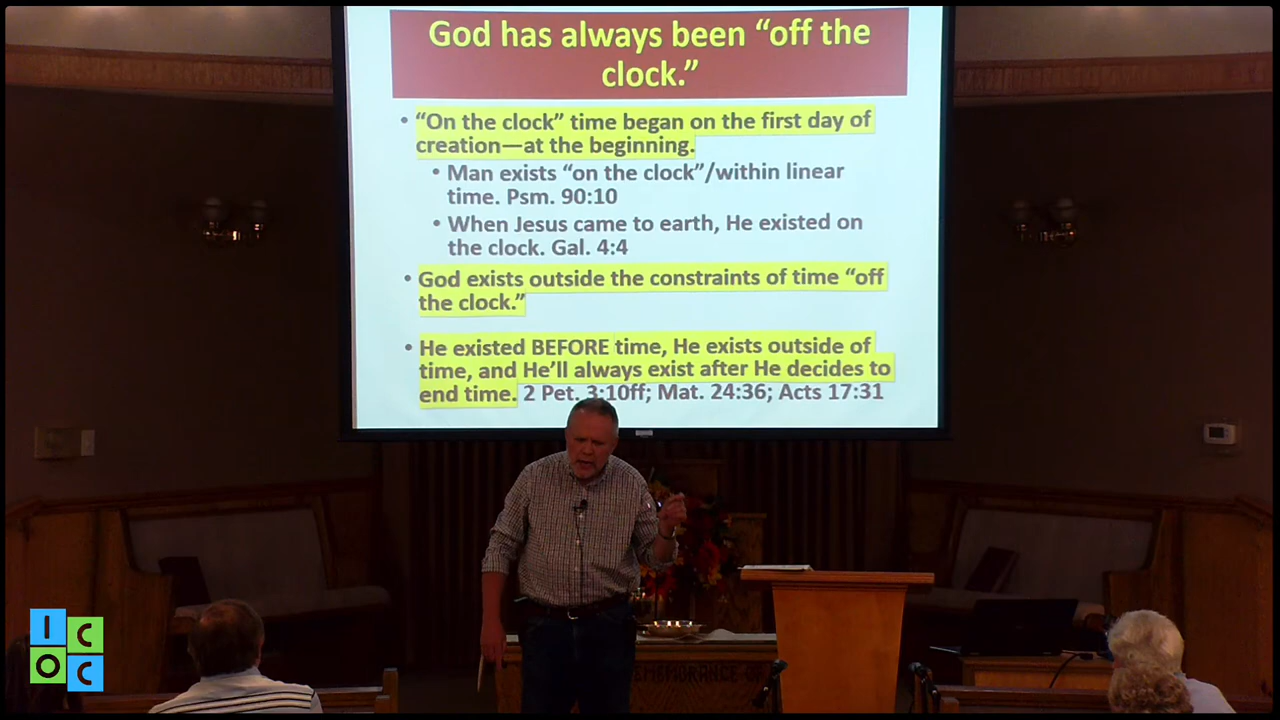 God has always been “off the
clock.”
• “On the clock” time began on the first day of
creation—at the beginning.
• Man exists “on the clock”/within linear
time. Psm. 90:10
• When Jesus came to earth, He existed on
the clock. Gal. 4:4
• God exists outside the constraints of time “off
the clock.”
• He existed BEFORE time, He exists outside of
time, and He’ll always exist after He decides to
end time. 2 Pet. 3:10ff; Mat. 24:36; Acts 17:31
EMEMBRANCE OF
I C
O C